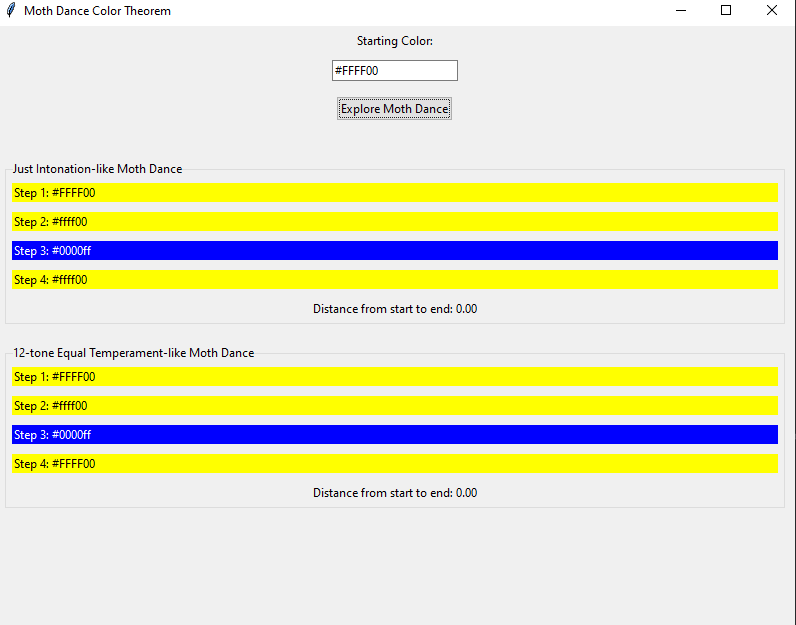 Moth Dance Color Theorem
Starting Color:
#FFFF00
Explore Moth Dance
Just Intonation-like Moth Dance
Step 1: #FFFF00
Step 2: #ffff00
Step 3: #0000ff
Step 4: #ffff00
Distance from start to end: 0.00
12-tone Equal Temperament-like Moth Dance
Step 1: #FFFF00
Step 2: #ffff00
Step 3: #0000ff
Step 4: #FFFF00
Distance from start to end: 0.00